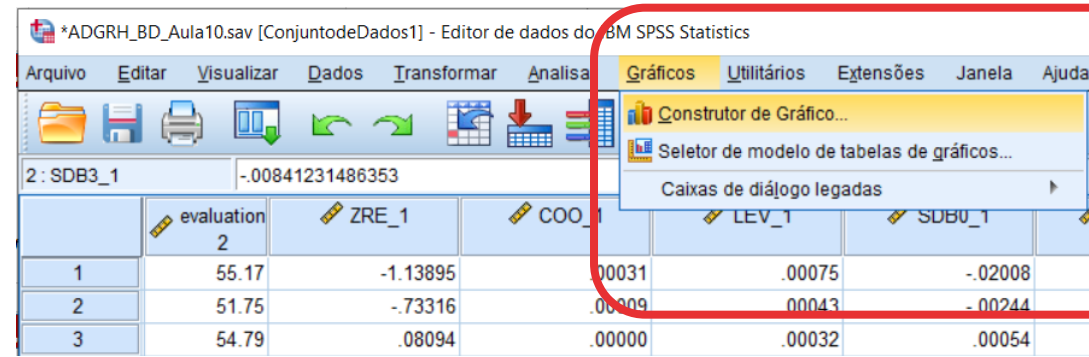 *ADGRH_BD_Aula10.sav [ConjuntodeDados1] - Editor de dados do IBM SPSS Statistics
Arquivo Editar Visualizar Dados Transformar Analisar Gráficos Utilitários Extensões Janela Ajuda
Construtor de Gráfico...
Seletor de modelo de tabelas de gráficos...
Caixas de diálogo legadas
2 : SDB3_1 -.00841231486353
evaluation2 ZRE_1 COO_1 LEV_1 SDB0_1
1 55.17 -1.13895 .00031 .00075 -.02008
2 51.75 -.73316 .00009 .00043 -.00244
3 54.79 .08094 .00000 .00032 .00054